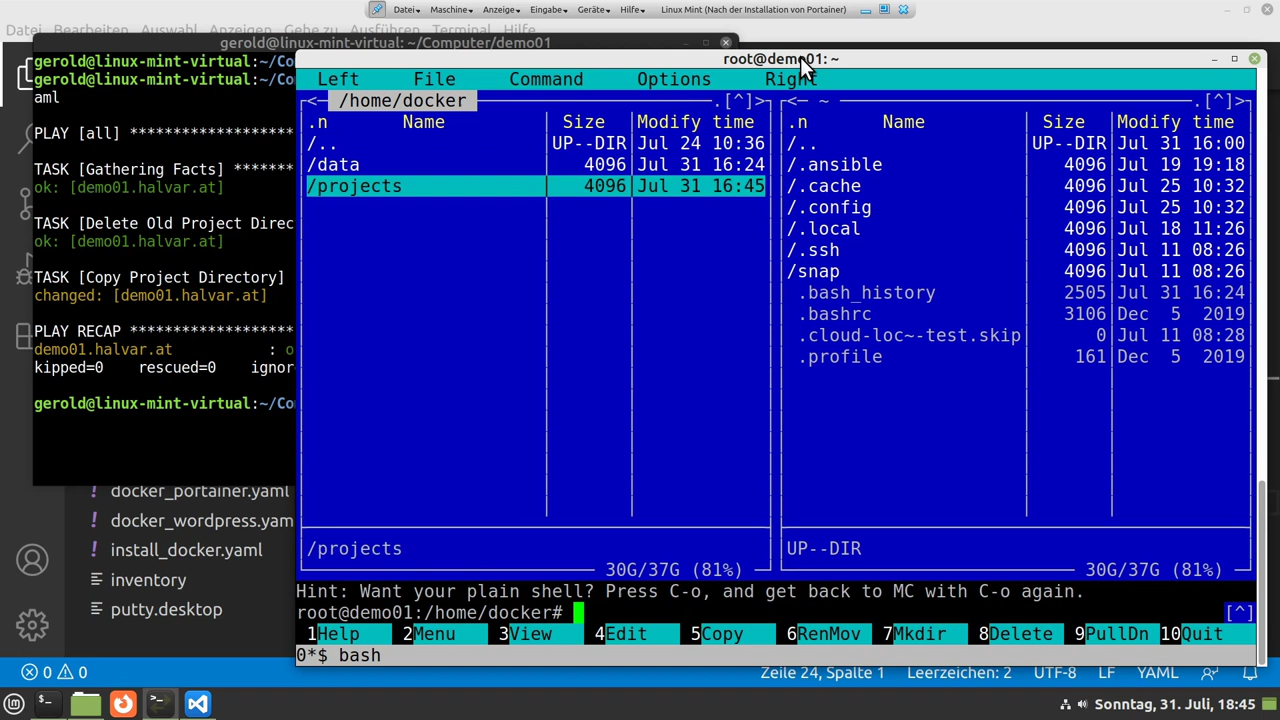 Datei Maschine Anzeige Eingabe Geräte Hilfe Linux Mint (Nach der Installation von Portainer)
Datei Bearbeiten Auswahl Anzeigen Gehe zu Ausführen Terminal Hilfe
gerold@linux-mint-virtual: ~/Computer/demo01
gerold@linux-mint-virtual:~/Co
gerold@linux-mint-virtual:~/Co
aml
PLAY [all] ******************
TASK [Gathering Facts] ********
ok: [demo01.halvar.at]
TASK [Delete Old Project Direc
ok: [demo01.halvar.at]
TASK [Copy Project Directory]
changed: [demo01.halvar.at]
PLAY RECAP ******************
demo01.halvar.at : o
kipped=0 rescued=0 ignor
gerold@linux-mint-virtual:~/Co
root@demo01: ~
Left File Command Options Right
<─ /home/docker .[^]>
.n Name Size Modify time
/.. UP--DIR Jul 24 10:36
/data 4096 Jul 31 16:24
/projects 4096 Jul 31 16:45
/projects
30G/37G (81%)
<─ ~ .[^]>
.n Name Size Modify time
/.. UP--DIR Jul 31 16:00
/.ansible 4096 Jul 19 19:18
/.cache 4096 Jul 25 10:32
/.config 4096 Jul 25 10:32
/.local 4096 Jul 18 11:26
/.ssh 4096 Jul 11 08:26
/snap 4096 Jul 11 08:26
.bash_history 2505 Jul 31 16:24
.bashrc 3106 Dec 5 2019
.cloud-loc~-test.skip 0 Jul 11 08:28
.profile 161 Dec 5 2019
UP--DIR
30G/37G (81%)
Hint: Want your plain shell? Press C-o, and get back to MC with C-o again.
root@demo01:/home/docker# [^]
1Help 2Menu 3View 4Edit 5Copy 6RenMov 7Mkdir 8Delete 9PullDn 10Quit
0*$ bash
! docker_portainer.yaml
! docker_wordpress.yam
! install_docker.yaml
inventory
putty.desktop
0 0 Zeile 24, Spalte 1 Leerzeichen: 2 UTF-8 LF YAML
Sonntag, 31. Juli, 18:45